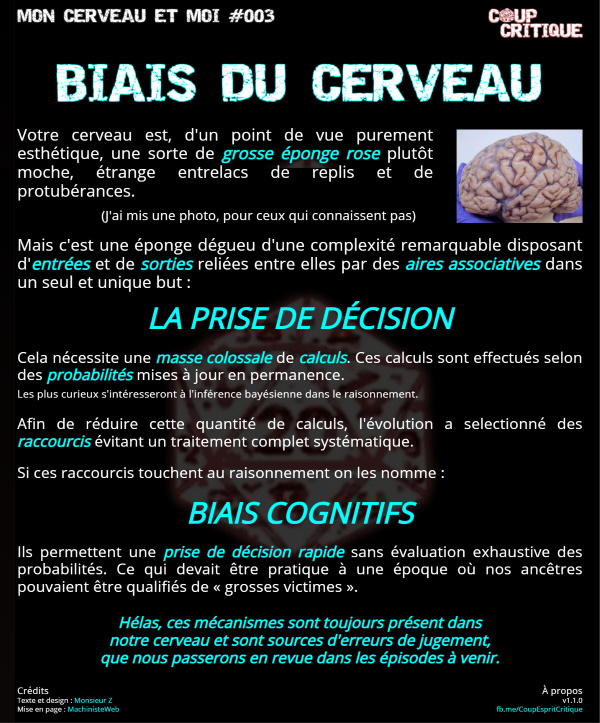 MON CERVEAU ET MOI #003
COUP
CRITIQUE
BIAIS DU CERVEAU
Votre cerveau est, d'un point de vue purement
esthétique, une sorte de grosse éponge rose plutôt
moche, étrange entrelacs de replis et de
protubérances.
(J'ai mis une photo, pour ceux qui connaissent pas)
Mais c'est une éponge dégueu d'une complexité remarquable disposant
d'entrées et de sorties reliées entre elles par des aires associatives dans
un seul et unique but :
LA PRISE DE DÉCISION
Cela nécessite une masse colossale de calculs. Ces calculs sont effectués selon
des probabilités mises à jour en permanence.
Les plus curieux s'intéresseront à l'inférence bayésienne dans le raisonnement.
Afin de réduire cette quantité de calculs, l'évolution a selectionné des
raccourcis évitant un traitement complet systématique.
Si ces raccourcis touchent au raisonnement on les nomme :
BIAIS COGNITIFS
Ils permettent une prise de décision rapide sans évaluation exhaustive des
probabilités. Ce qui devait être pratique à une époque où nos ancêtres
pouvaient être qualifiés de « grosses victimes ».
Hélas, ces mécanismes sont toujours présent dans
notre cerveau et sont sources d'erreurs de jugement,
que nous passerons en revue dans les épisodes à venir.
Crédits
Texte et design : Monsieur Z
Mise en page : MachinisteWeb
À propos
v1.1.0
fb.me/CoupEspritCritique